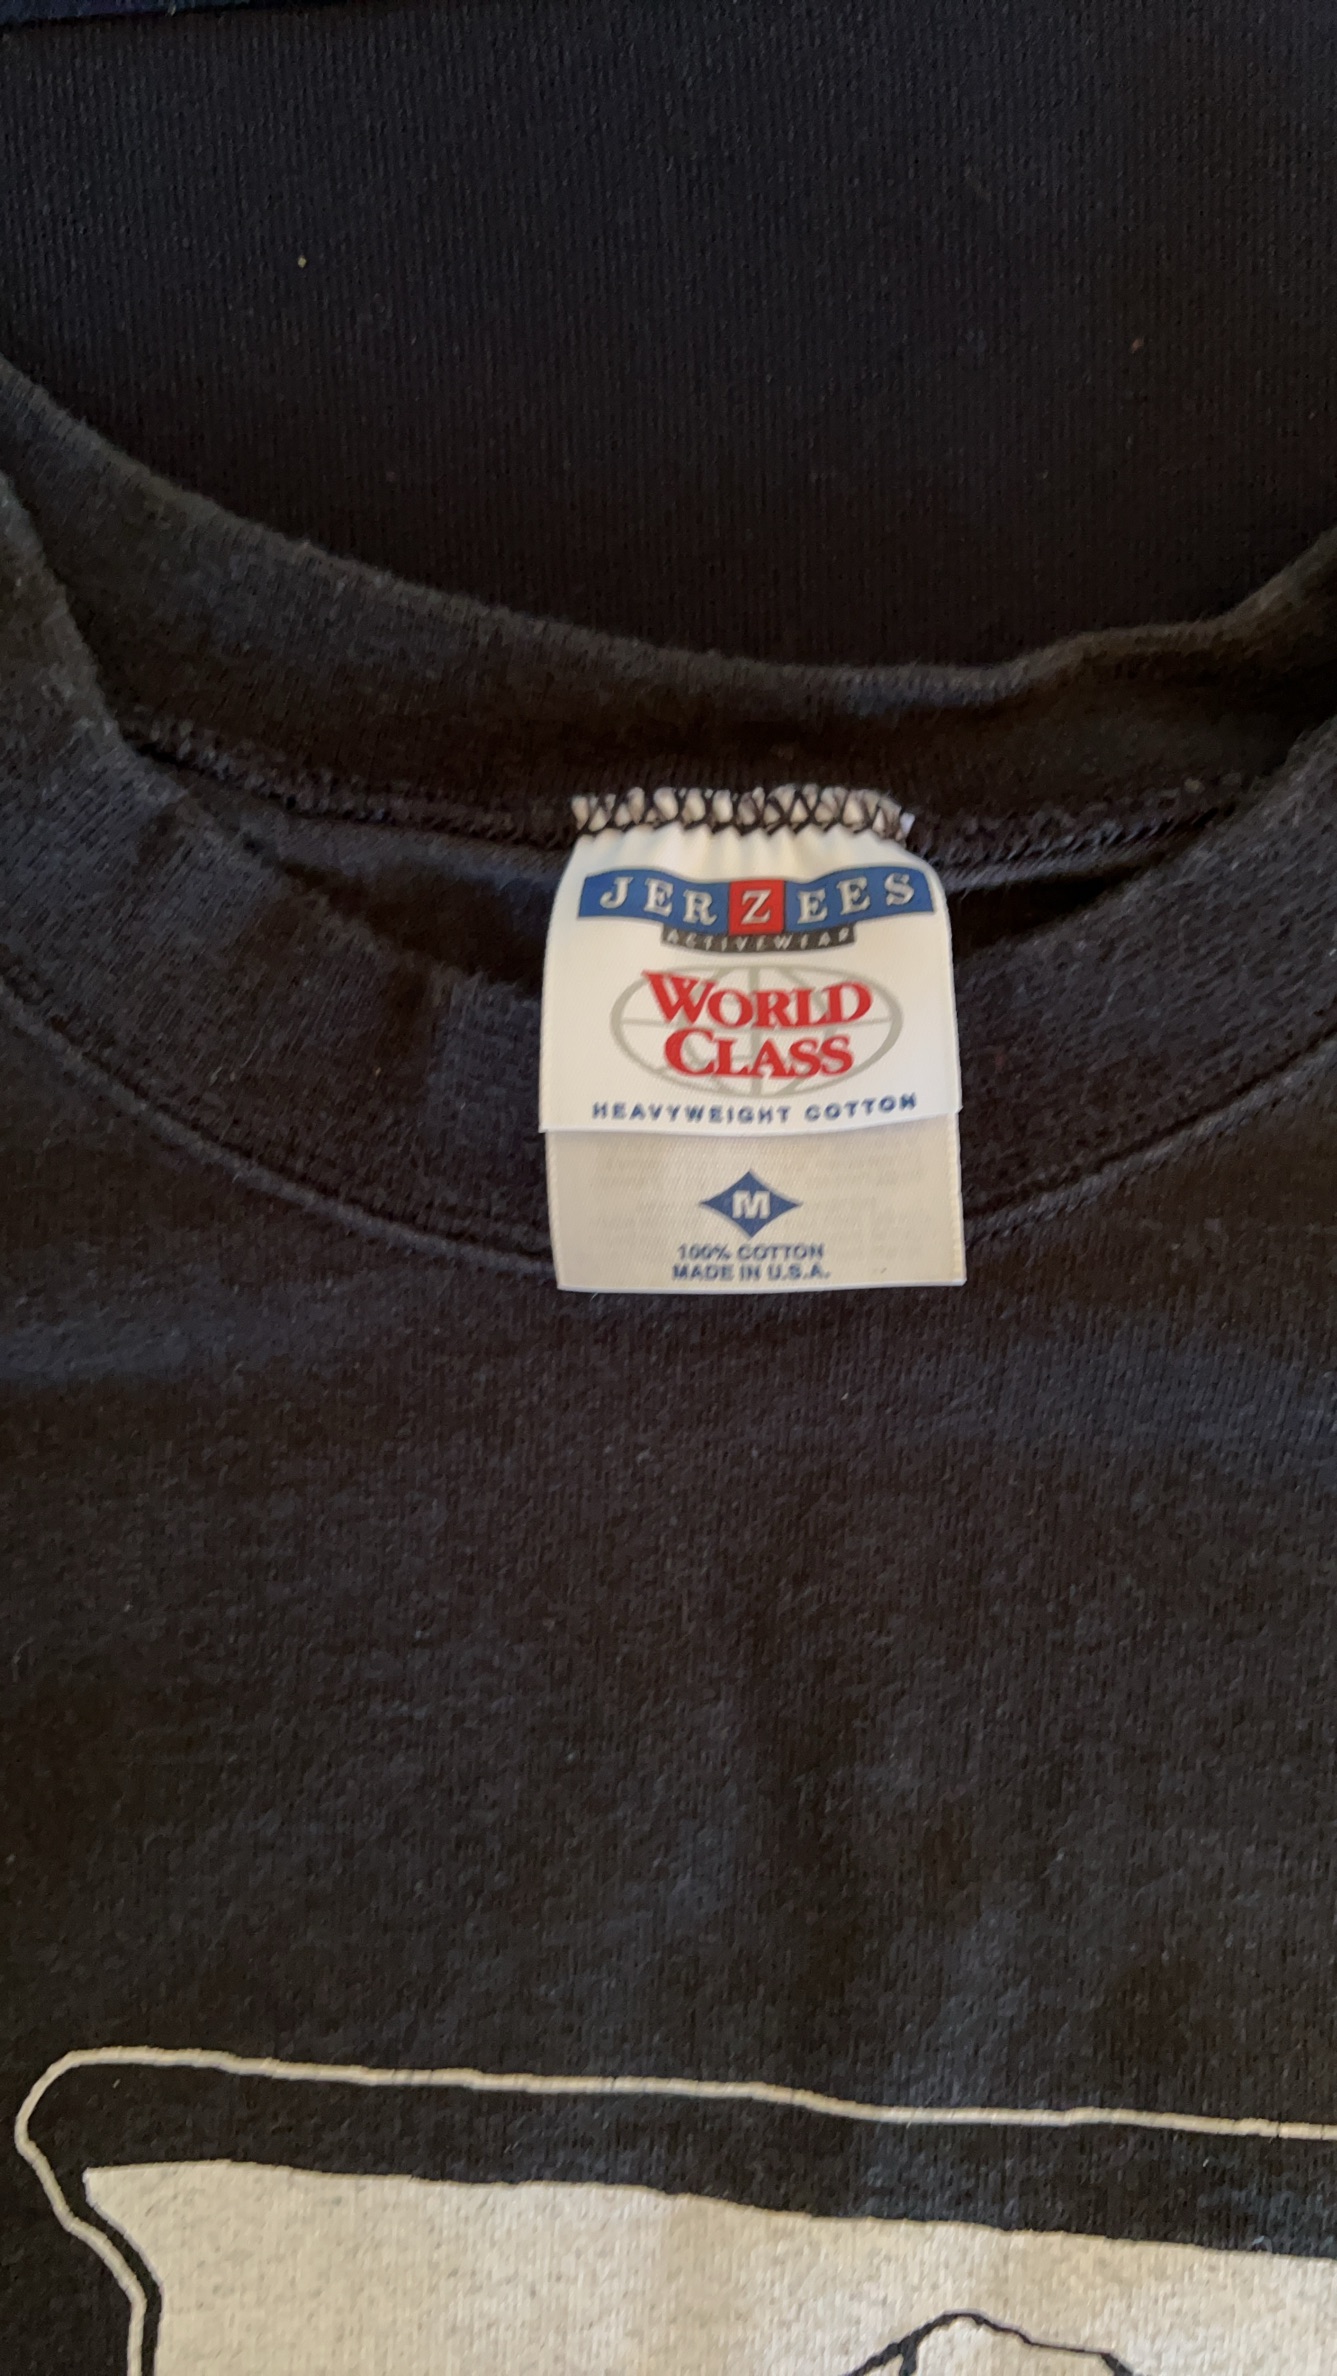 JERZEES
ACTIVEWEAR
WORLD
CLASS
HEAVYWEIGHT COTTON
M
100% COTTON
MADE IN U.S.A.